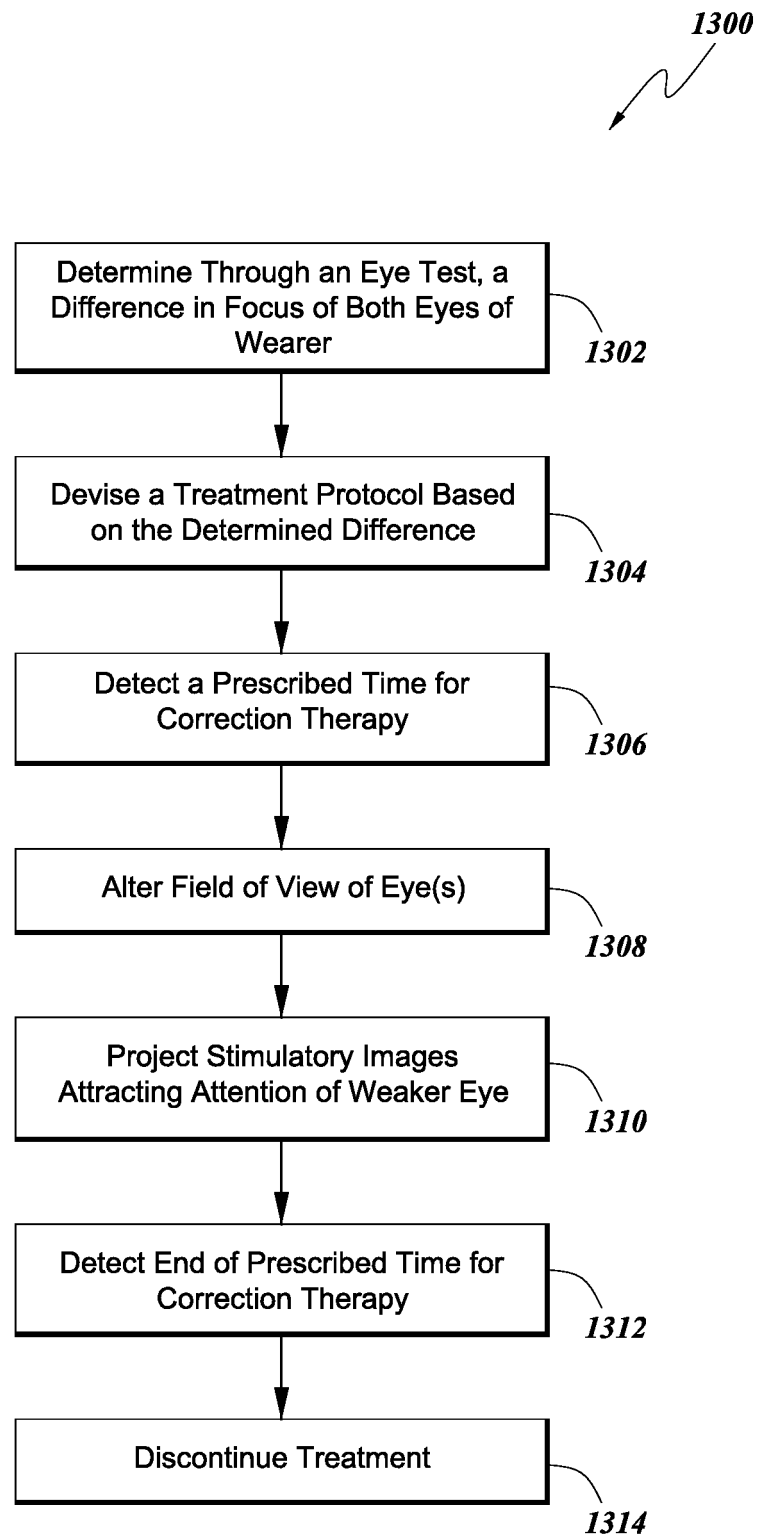 1300
Determine Through an Eye Test, a
Difference in Focus of Both Eyes of
Wearer
1302
Devise a Treatment Protocol Based
on the Determined Difference
1304
Detect a Prescribed Time for
Correction Therapy
1306
Alter Field of View of Eye(s)
1308
Project Stimulatory Images
Attracting Attention of Weaker Eye
1310
Detect End of Prescribed Time for
Correction Therapy
1312
Discontinue Treatment
1314